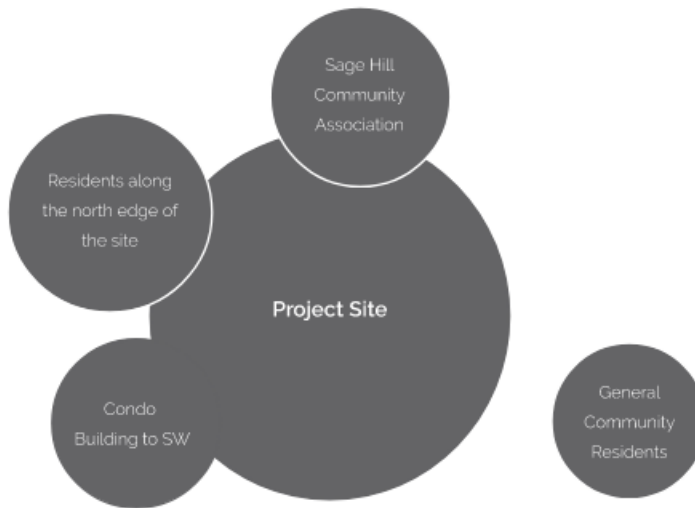 Sage Hill
Community
Association
Residents along
the north edge of
the site
Project Site
Condo
Building to SW
General
Community
Residents